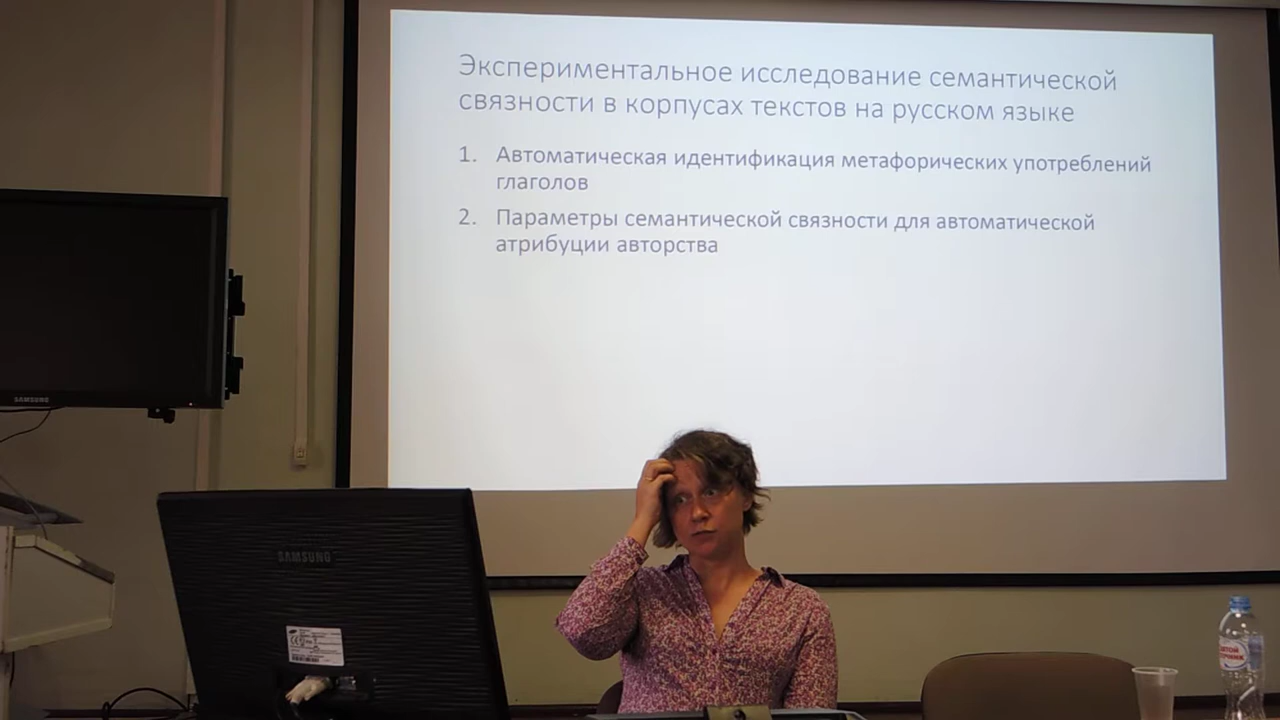 Экспериментальное исследование семантической
связности в корпусах текстов на русском языке
1. Автоматическая идентификация метафорических употреблений
глаголов
2. Параметры семантической связности для автоматической
атрибуции авторства
SAMSUNG
SAMSUNG